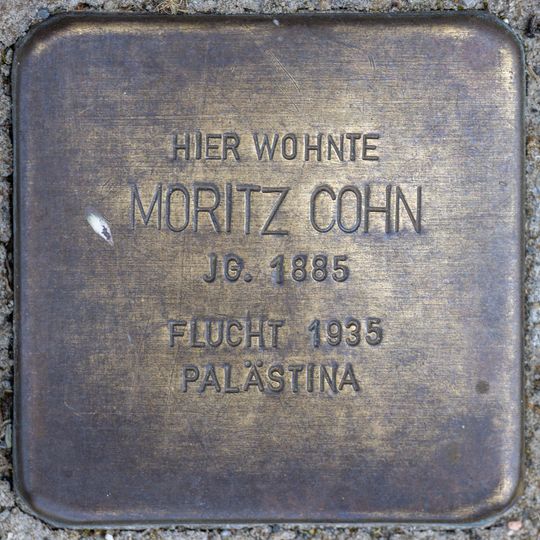 HIER WOHNTE
MORITZ COHN
JG. 1885
FLUCHT 1935
PALÄSTINA